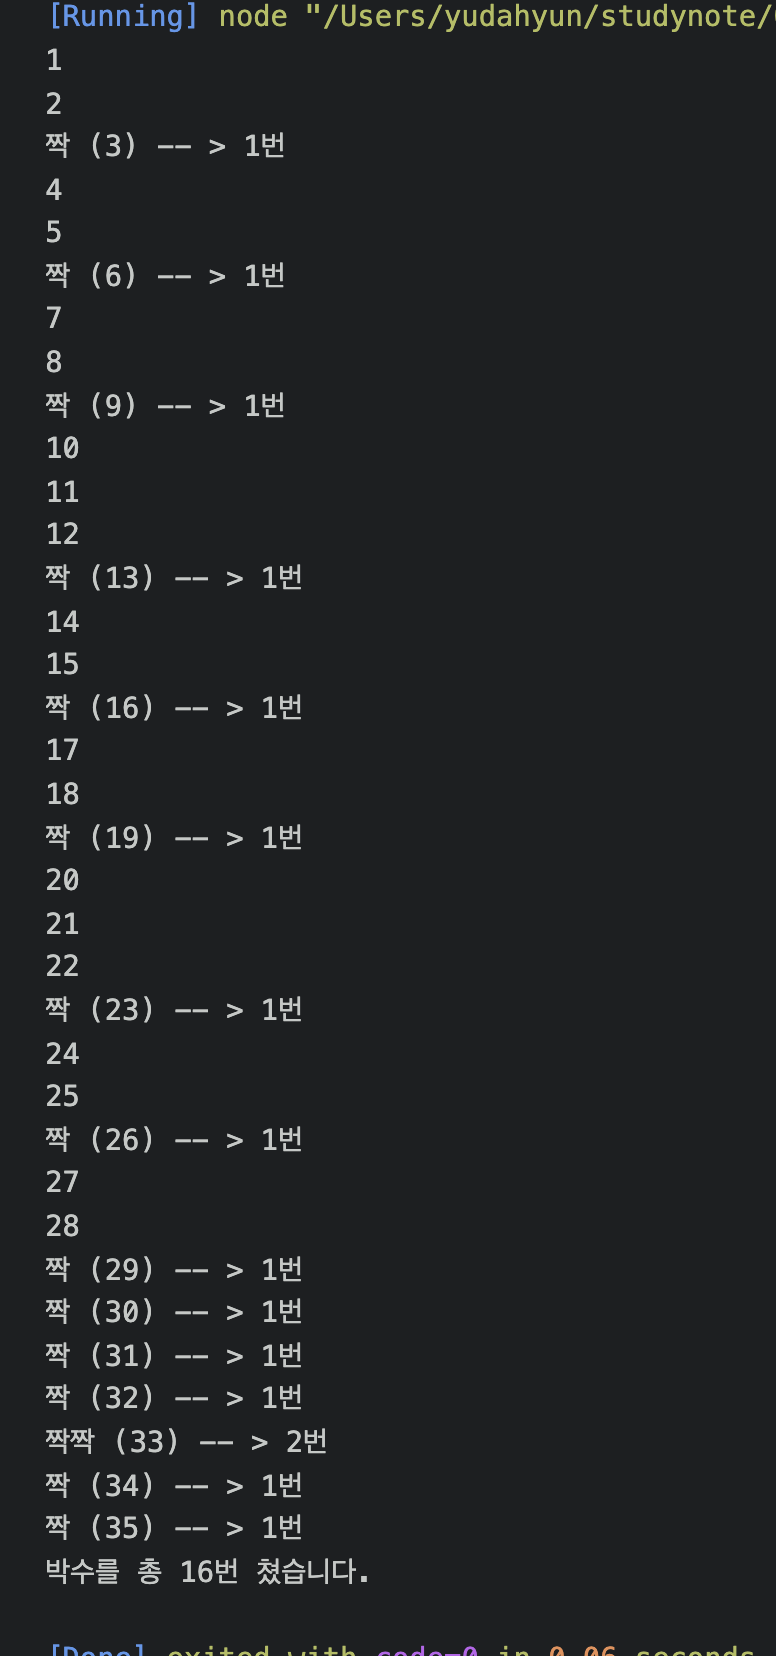 [Running] node "/Users/yudahyun/studynote/
1
2
짝 (3) -- > 1번
4
5
짝 (6) -- > 1번
7
8
짝 (9) -- > 1번
10
11
12
짝 (13) -- > 1번
14
15
짝 (16) -- > 1번
17
18
짝 (19) -- > 1번
20
21
22
짝 (23) -- > 1번
24
25
짝 (26) -- > 1번
27
28
짝 (29) -- > 1번
짝 (30) -- > 1번
짝 (31) -- > 1번
짝 (32) -- > 1번
짝짝 (33) -- > 2번
짝 (34) -- > 1번
짝 (35) -- > 1번
박수를 총 16번 쳤습니다.
[Done] exited with code=0 in 0.06 seconds